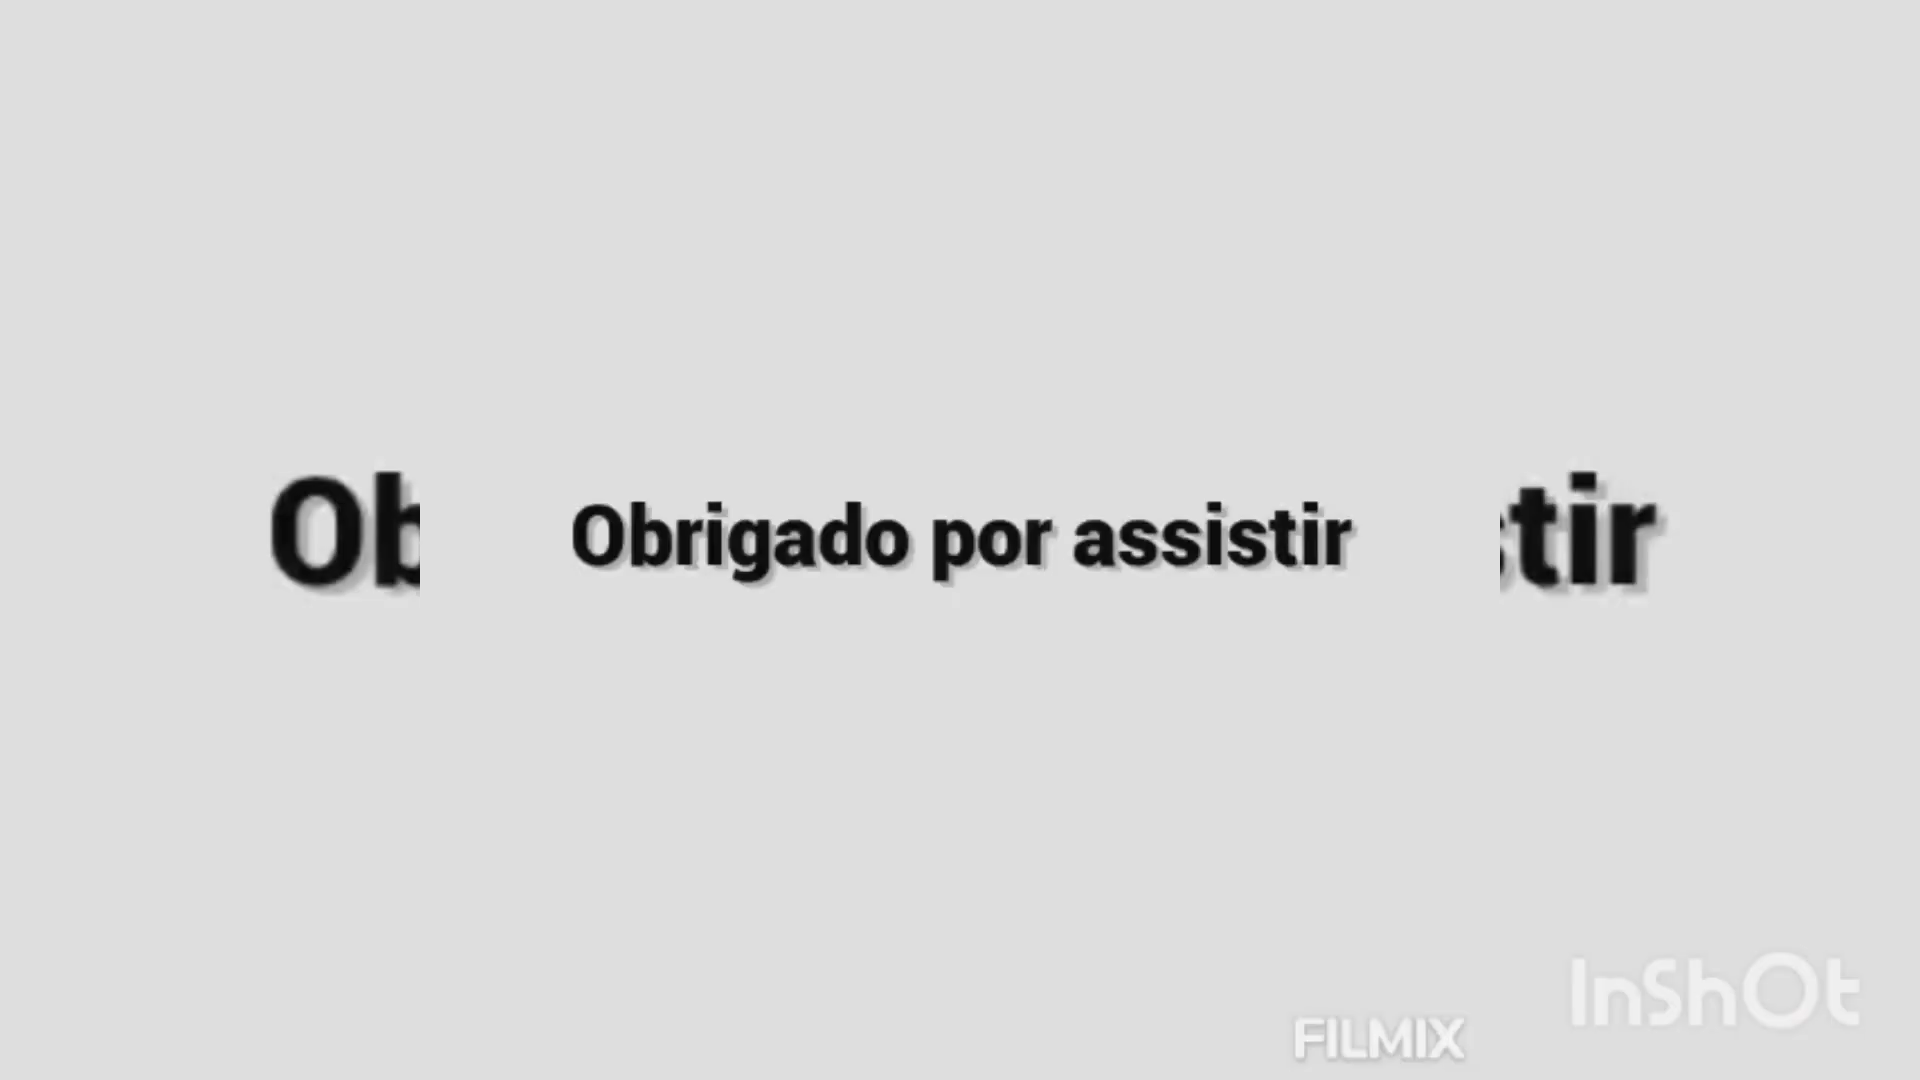 Ob
Obrigado por assistir
tir
InShOt
FILMIX